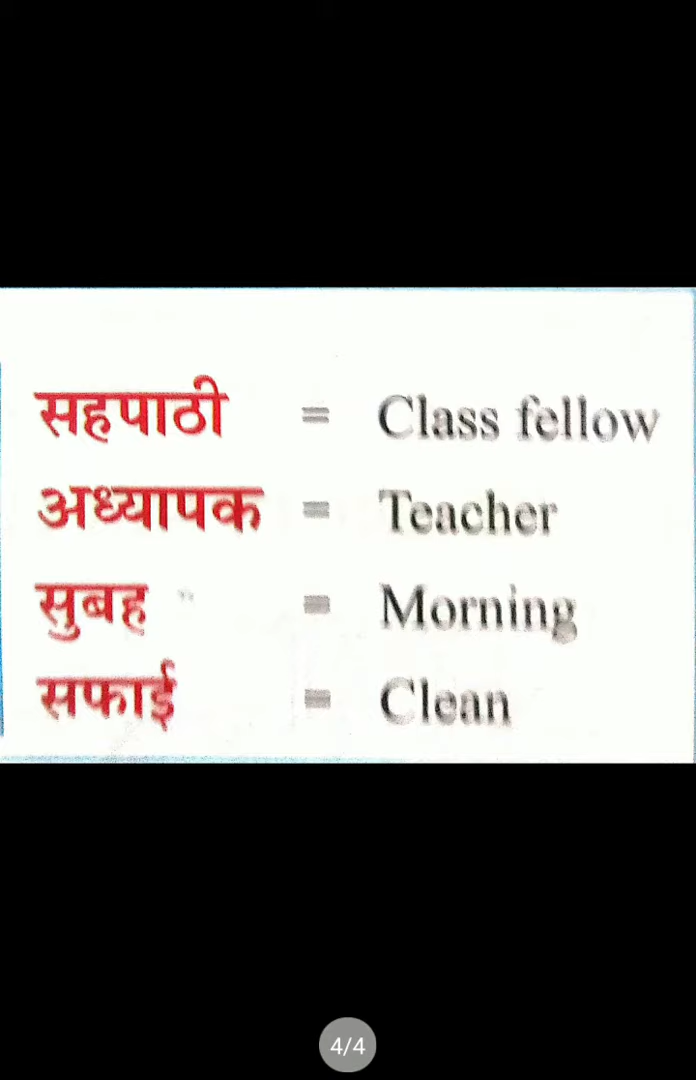 सहपाठी = Class fellow
अध्यापक = Teacher
सुबह = Morning
सफाई = Clean
4/4